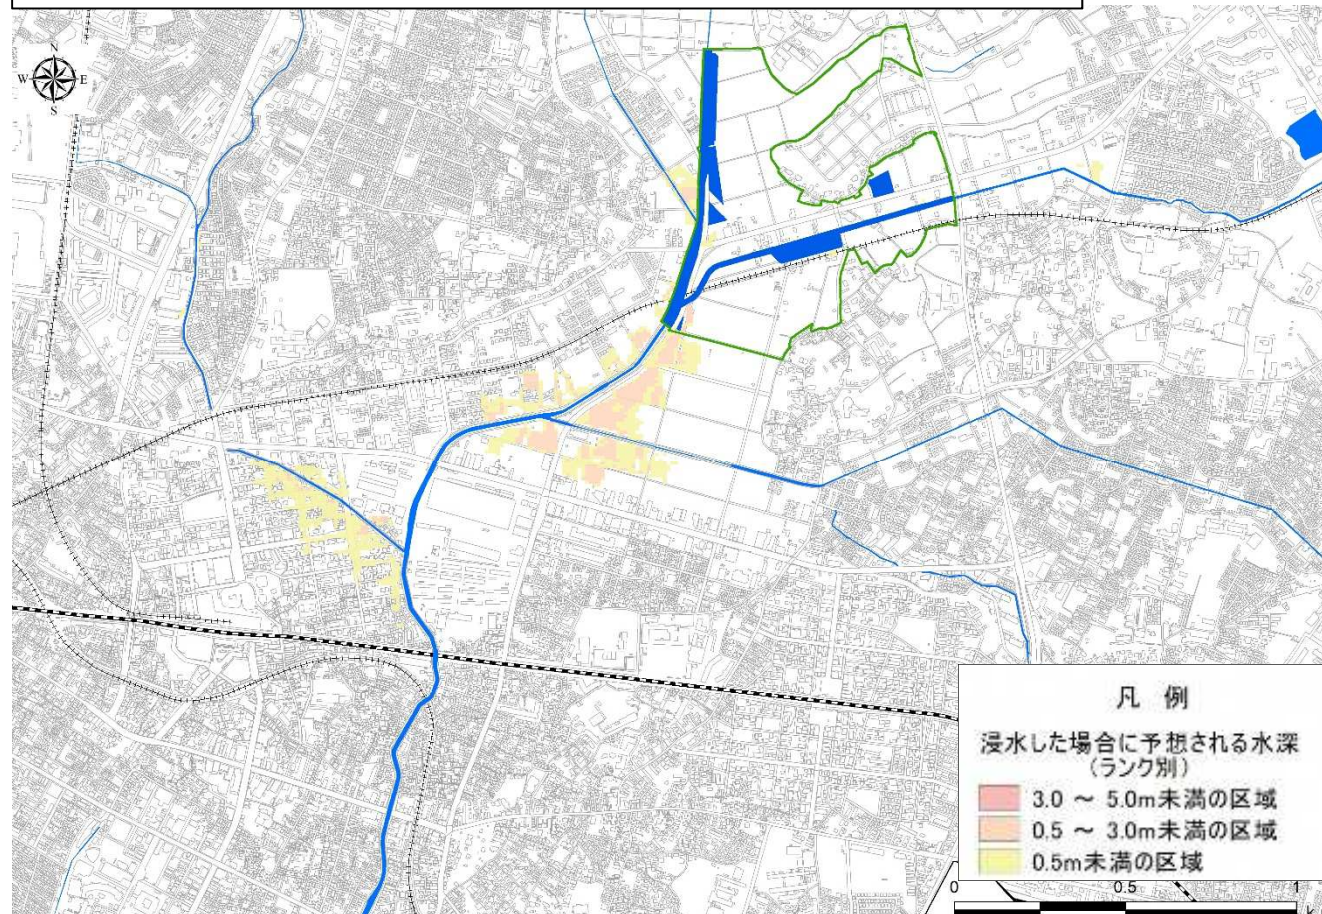 N
W E
S
凡 例
浸水した場合に予想される水深
(ランク別)
3.0 ～ 5.0m未満の区域
0.5 ～ 3.0m未満の区域
0.5m未満の区域
0 0.5 1